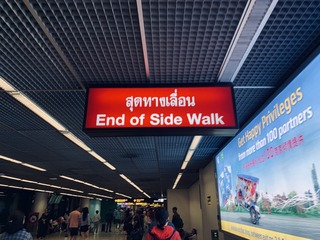 สุดทางเลื่อน
End of Side Walk
Get Happy Privileges
from more than 100 partners